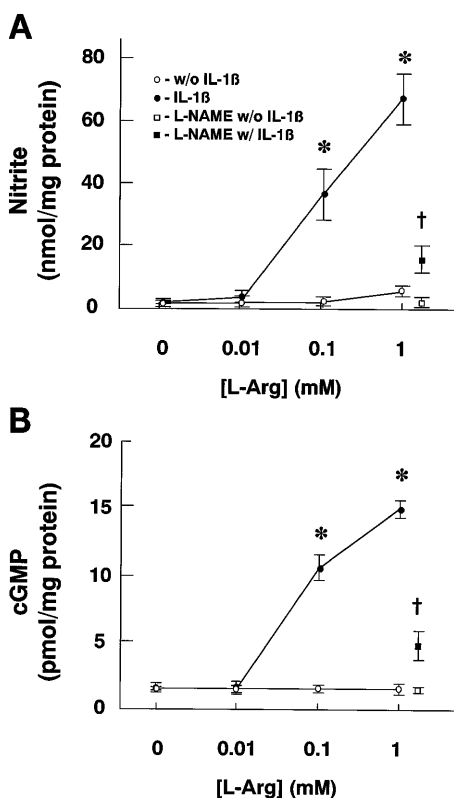 A
80
60
40
20
0
Nitrite
(nmol/mg protein)
- w/o IL-1ß
- IL-1ß
- L-NAME w/o IL-1ß
- L-NAME w/ IL-1ß
*
*
†
0 0.01 0.1 1
[L-Arg] (mM)
B
20
15
10
5
0
cGMP
(pmol/mg protein)
*
*
†
0 0.01 0.1 1
[L-Arg] (mM)